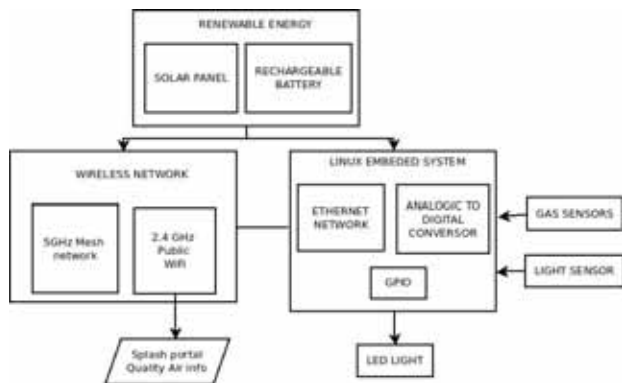 RENEWABLE ENERGY
SOLAR PANEL
RECHARGEABLE
BATTERY
WIRELESS NETWORK
5GHz Mesh
network
2.4 GHz
Public
Wifi
LINUX EMBEDED SYSTEM
ETHERNET
NETWORK
ANALOGIC TO
DIGITAL
CONVERSOR
GPIO
GAS SENSORS
LIGHT SENSOR
Splash portal
Quality Air info
LED LIGHT